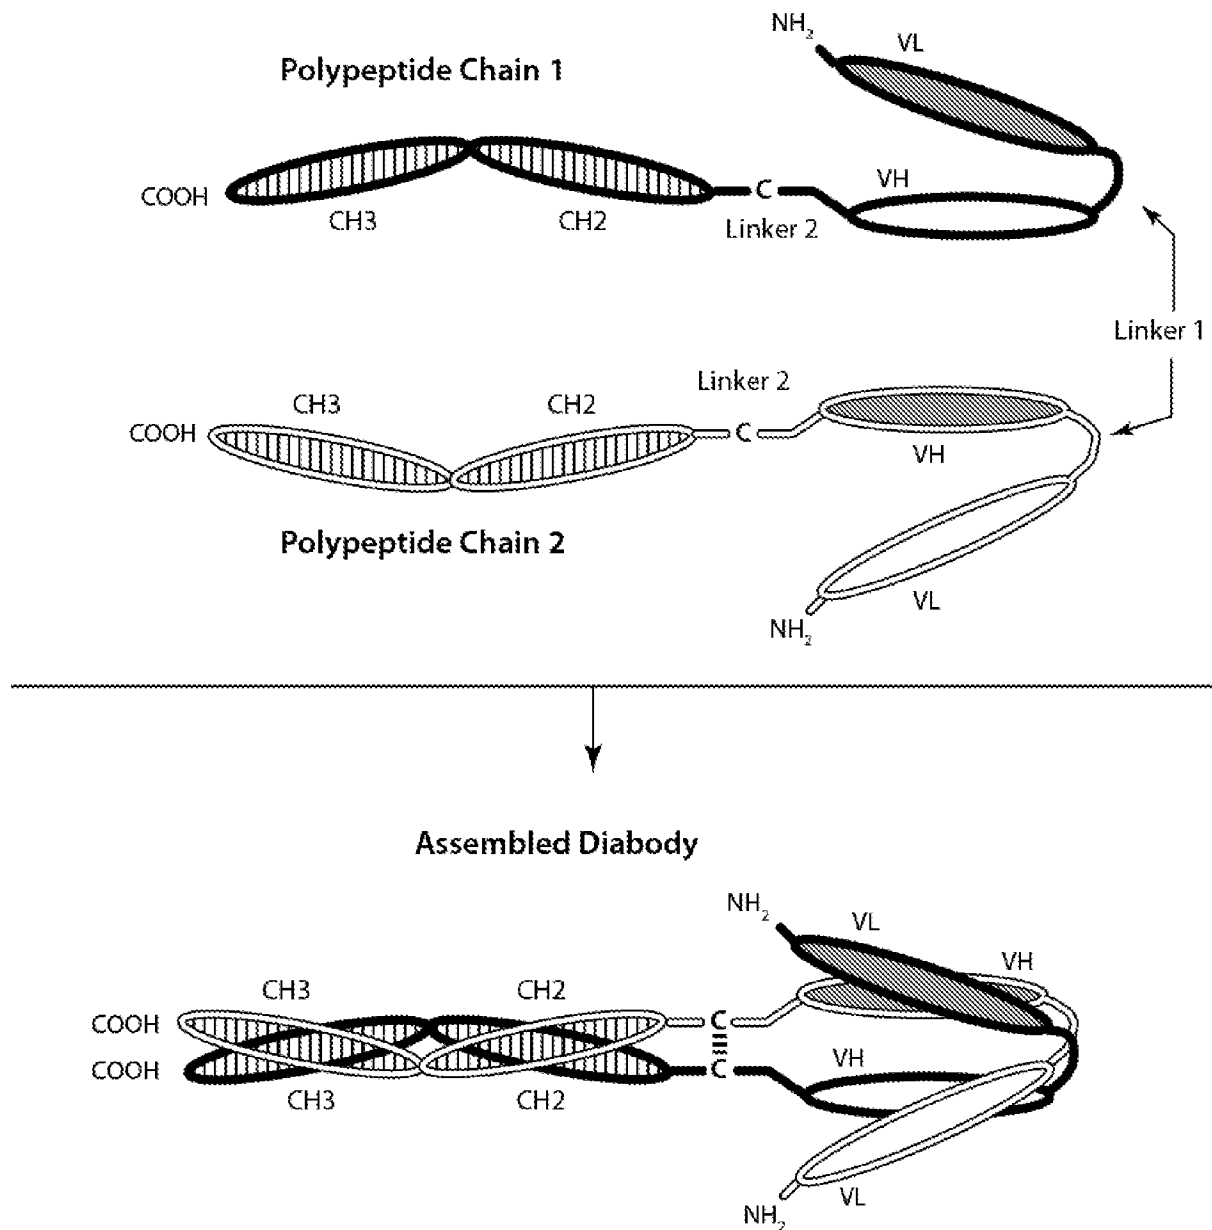 NH₂
VL
Polypeptide Chain 1
COOH
CH3
CH2
C
Linker 2
VH
Linker 1
Linker 2
CH3
CH2
COOH
C
VH
Polypeptide Chain 2
VL
NH₂
Assembled Diabody
NH₂
VL
VH
CH3
CH2
COOH
C
COOH
C
VH
CH3
CH2
VL
NH₂